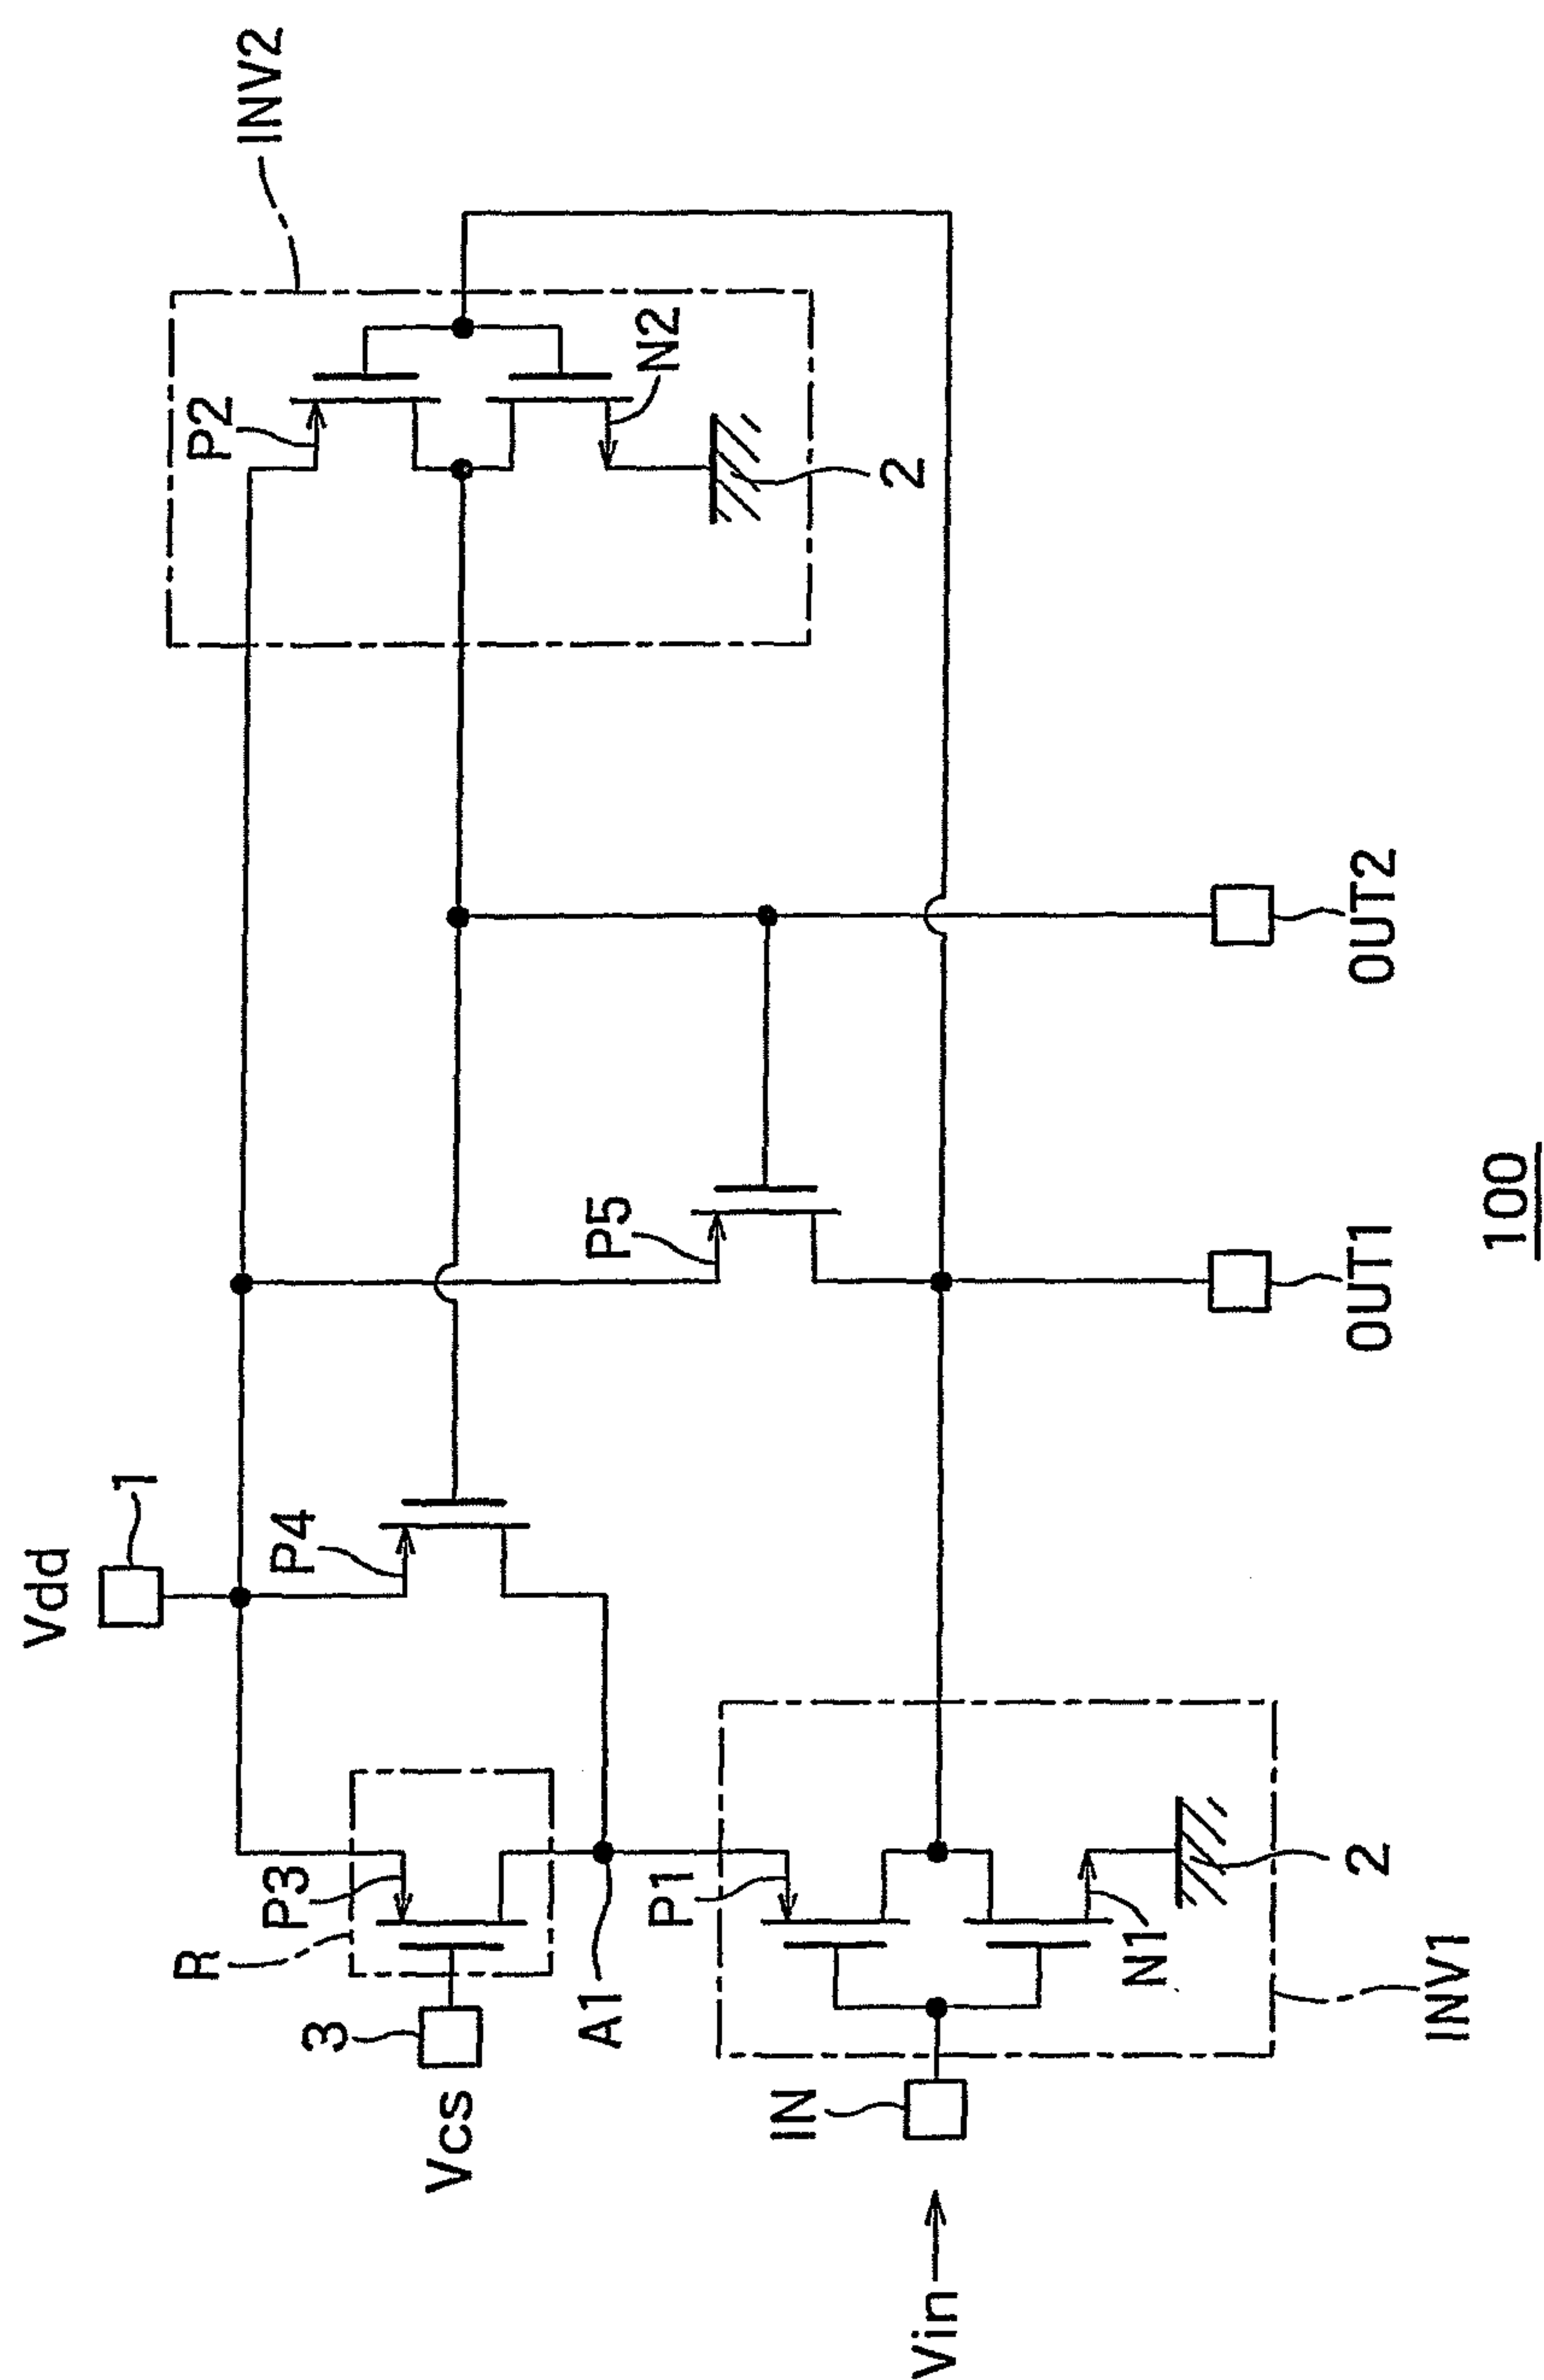 Vdd
1
INV2
P2
N2
2
P4
P3
R
3
Vcs
A1
P5
P1
IN
Vin
N1
2
INV1
OUT1
OUT2
100